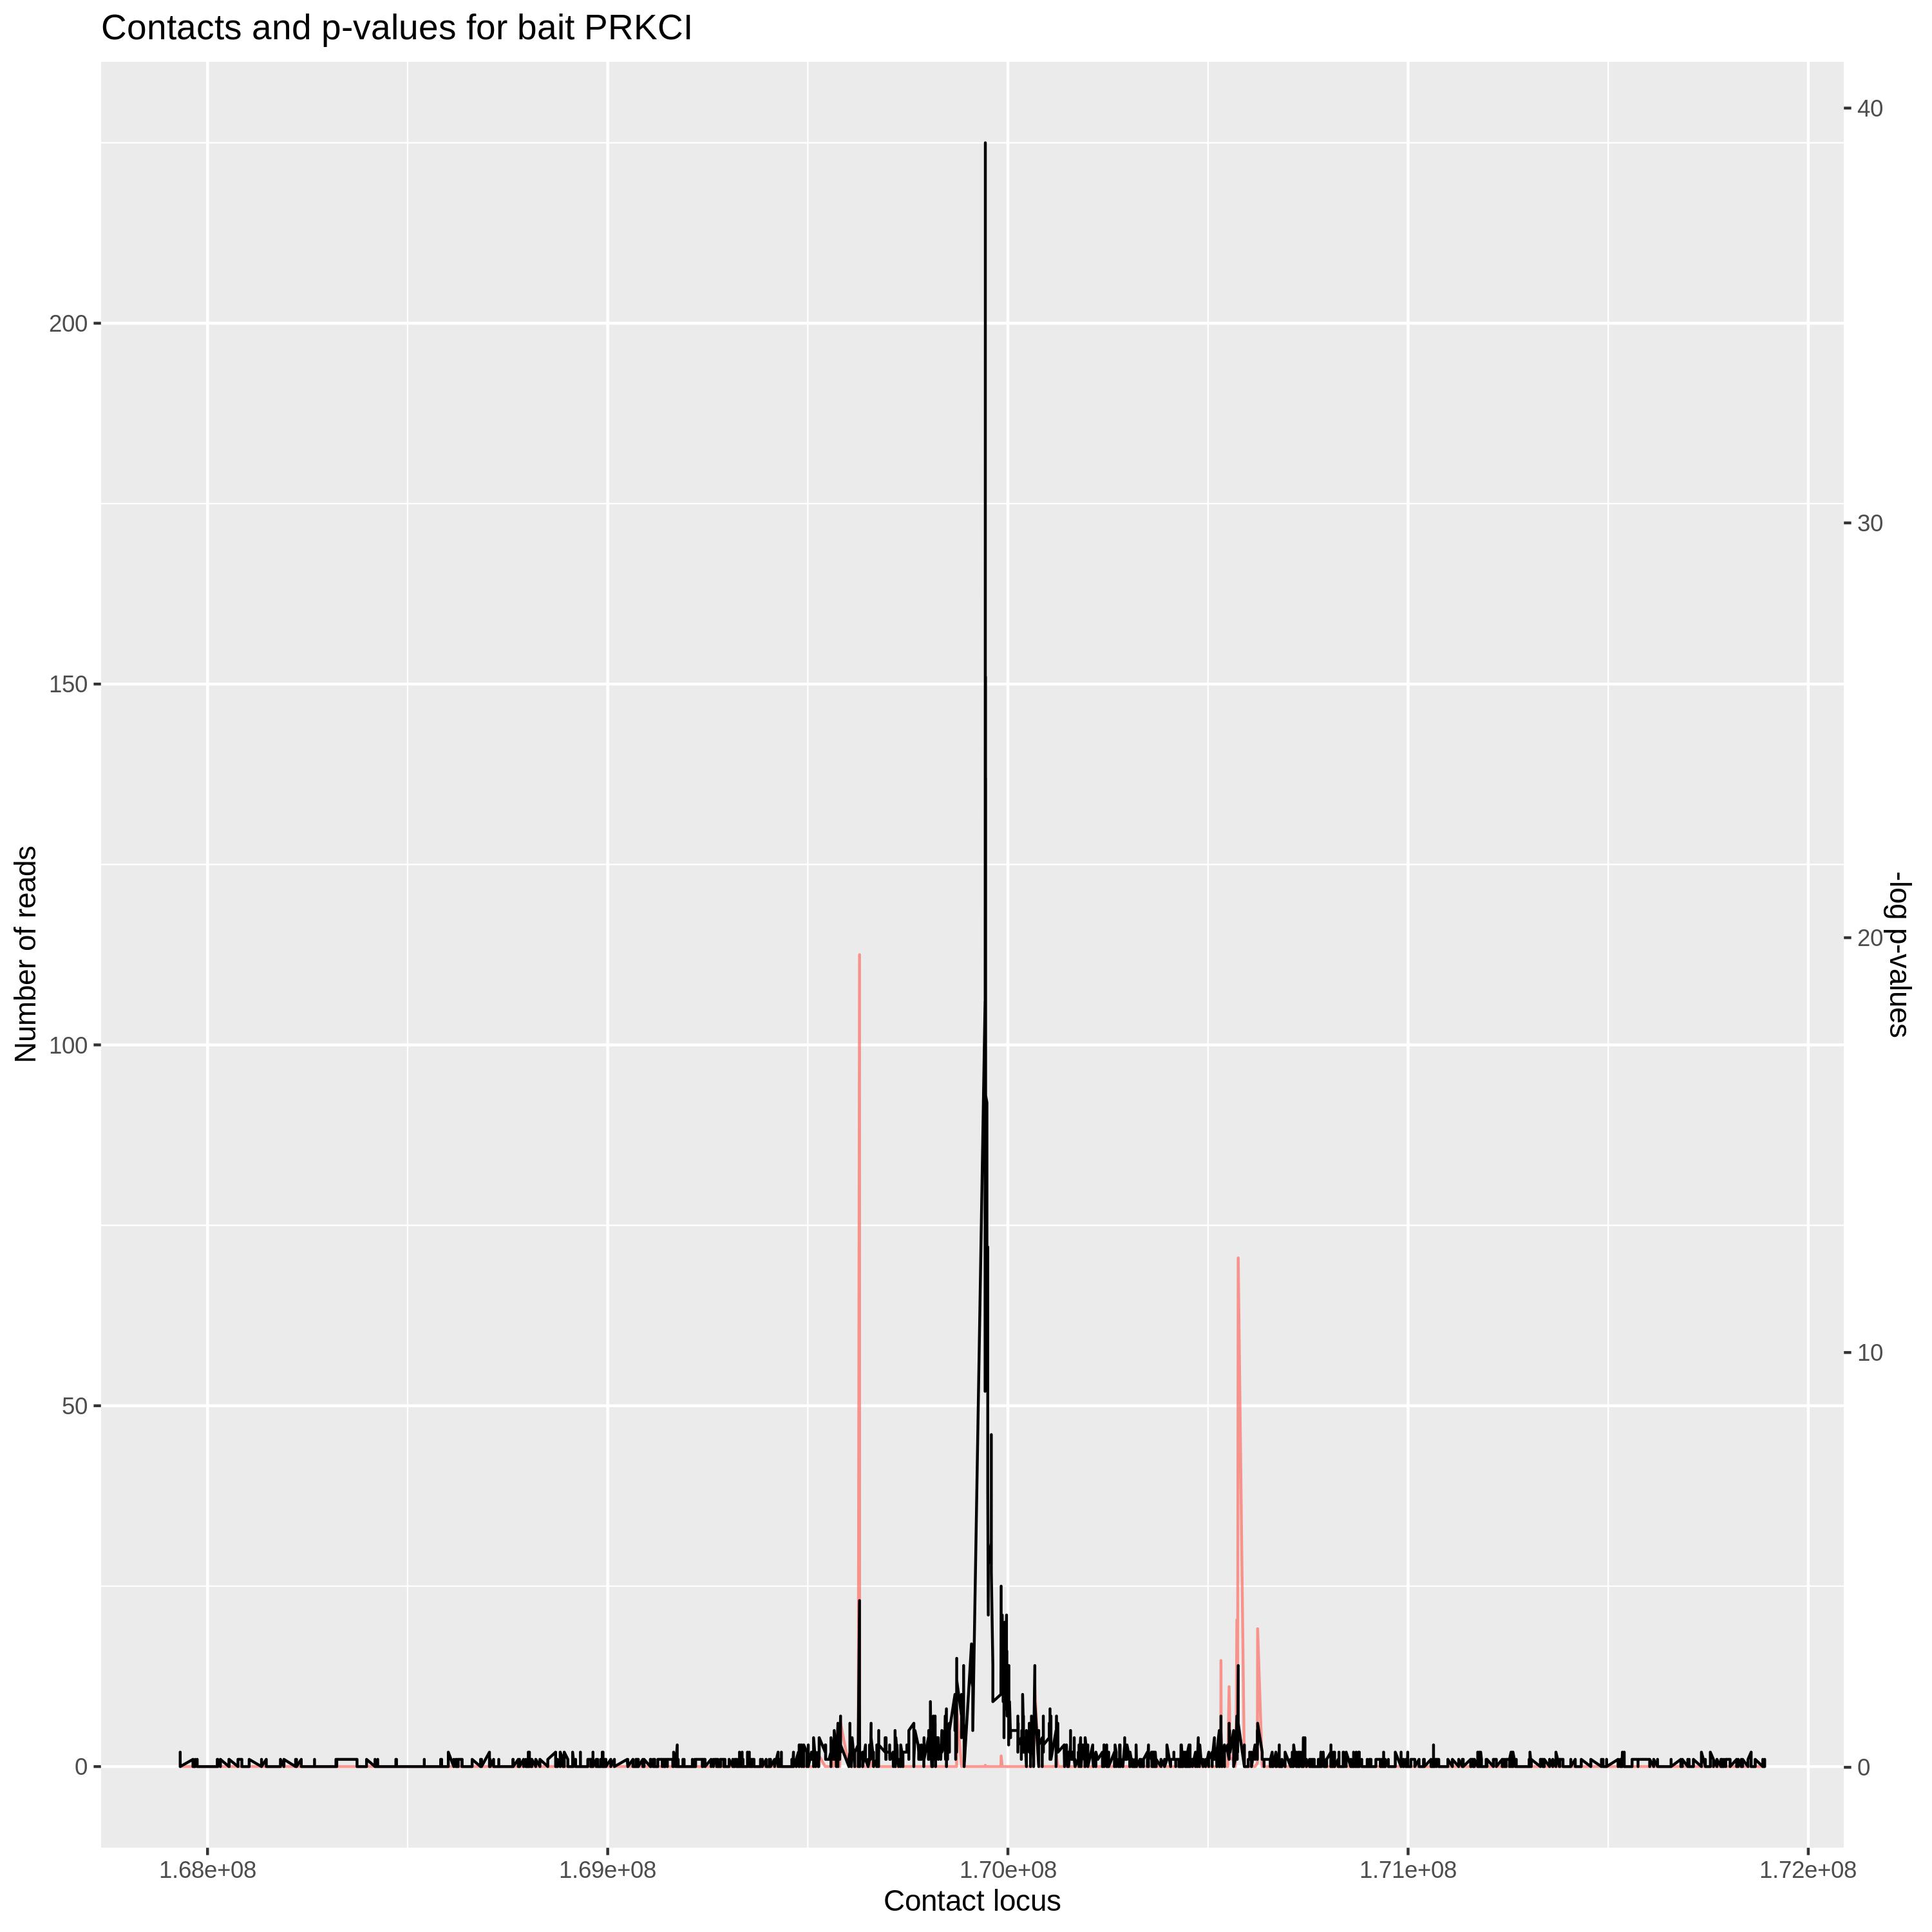 Contacts and p-values for bait PRKCI
Number of reads
200
150
100
50
0
40
30
20
10
0
-log p-values
1.68e+08
1.69e+08
1.70e+08
1.71e+08
1.72e+08
Contact locus